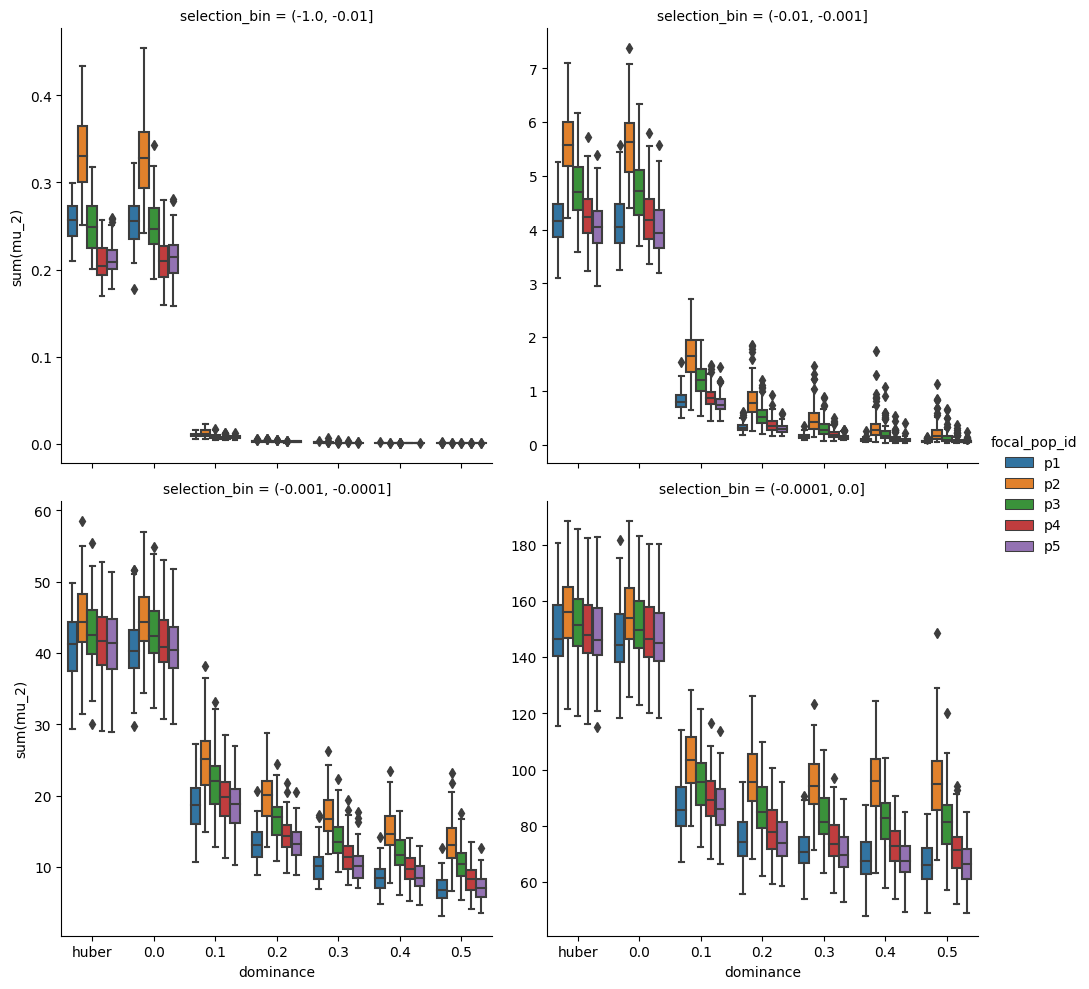 selection_bin = (-1.0, -0.01]
sum(mu_2)
0.4
0.3
0.2
0.1
0.0
selection_bin = (-0.01, -0.001]
7
6
5
4
3
2
1
0
focal_pop_id
p1
p2
p3
p4
p5
selection_bin = (-0.001, -0.0001]
sum(mu_2)
60
50
40
30
20
10
huber 0.0 0.1 0.2 0.3 0.4 0.5
dominance
selection_bin = (-0.0001, 0.0]
180
160
140
120
100
80
60
huber 0.0 0.1 0.2 0.3 0.4 0.5
dominance